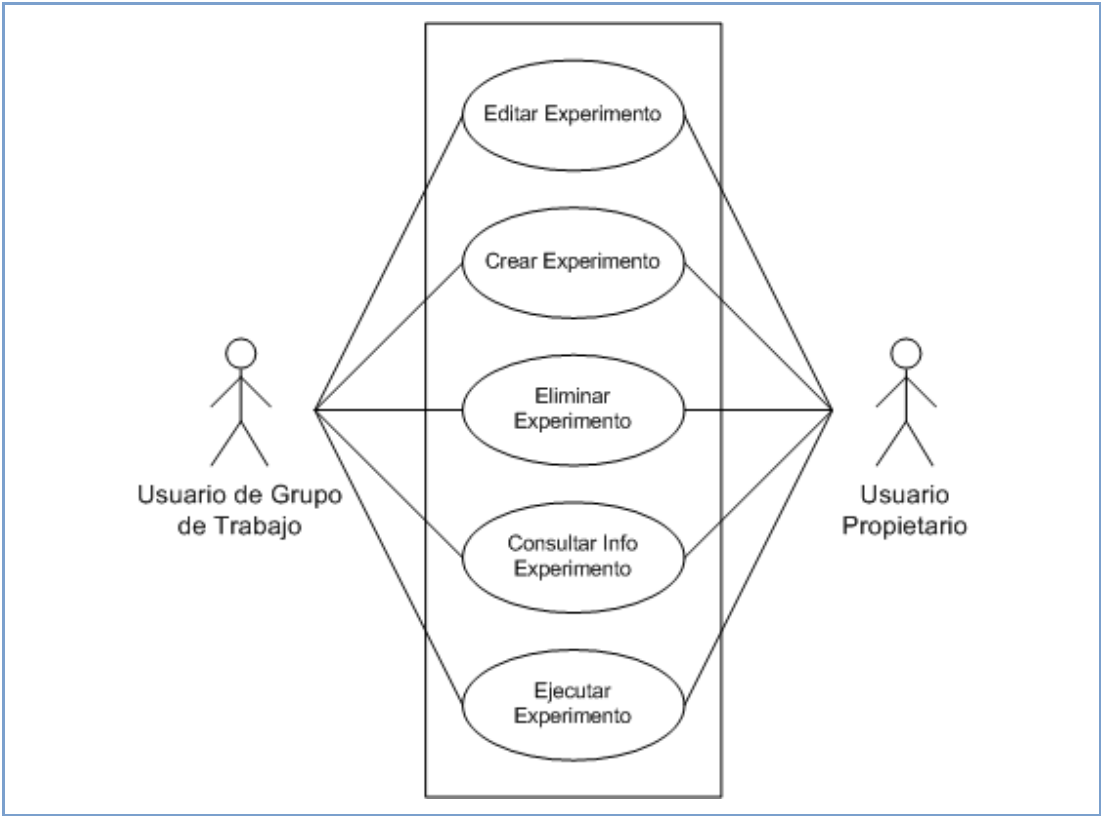 Editar Experimento
Crear Experimento
Eliminar
Experimento
Usuario de Grupo
de Trabajo
Usuario
Propietario
Consultar Info
Experimento
Ejecutar
Experimento